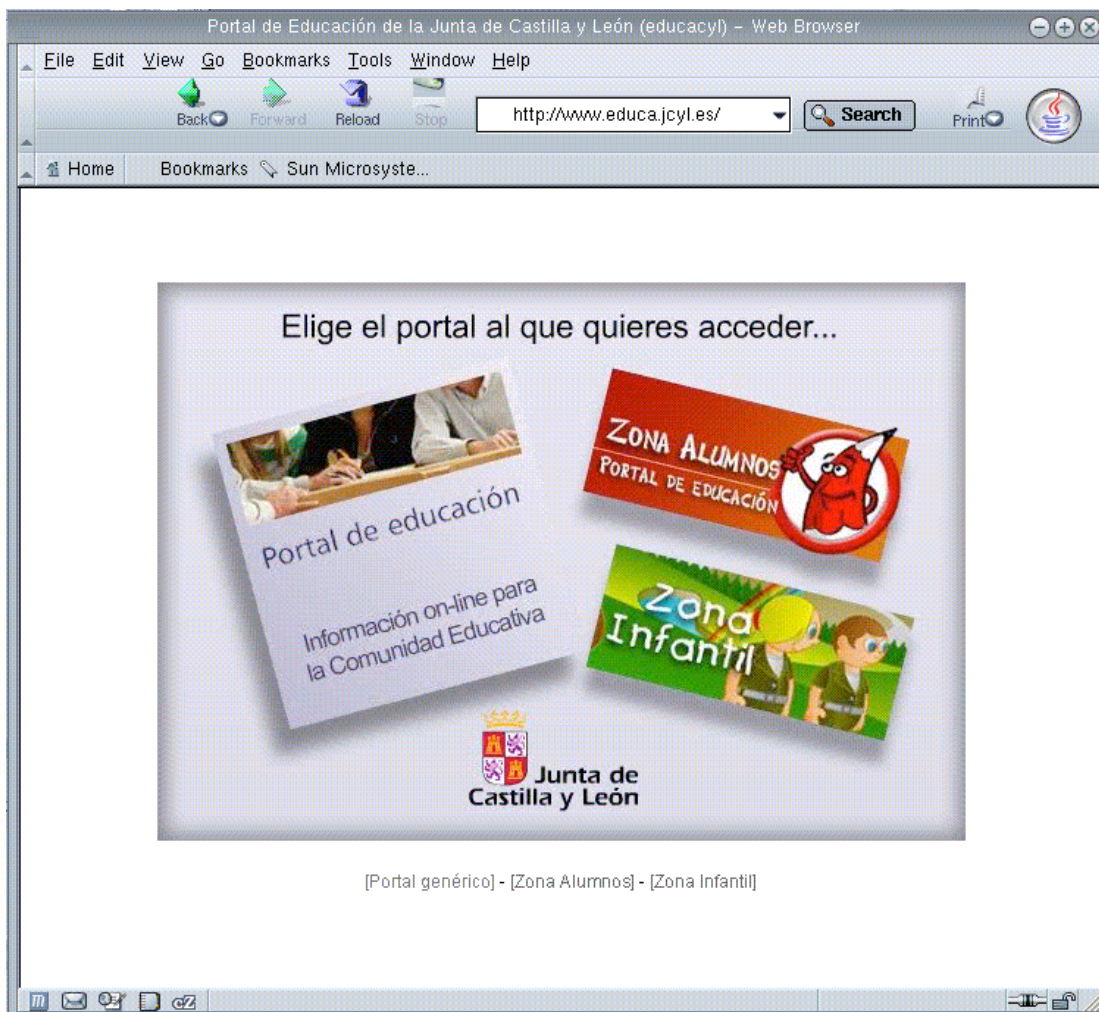 Portal de Educación de la Junta de Castilla y León (educacyl) – Web Browser
File Edit View Go Bookmarks Tools Window Help
Back Forward Reload Stop http://www.educa.jcyl.es/ Search Print
Home Bookmarks Sun Microsyste...
Elige el portal al que quieres acceder...
Portal de educación
Información on-line para
la Comunidad Educativa
ZONA ALUMNOS
PORTAL DE EDUCACIÓN
Zona
Infantil
Junta de
Castilla y León
[Portal genérico] - [Zona Alumnos] - [Zona Infantil]